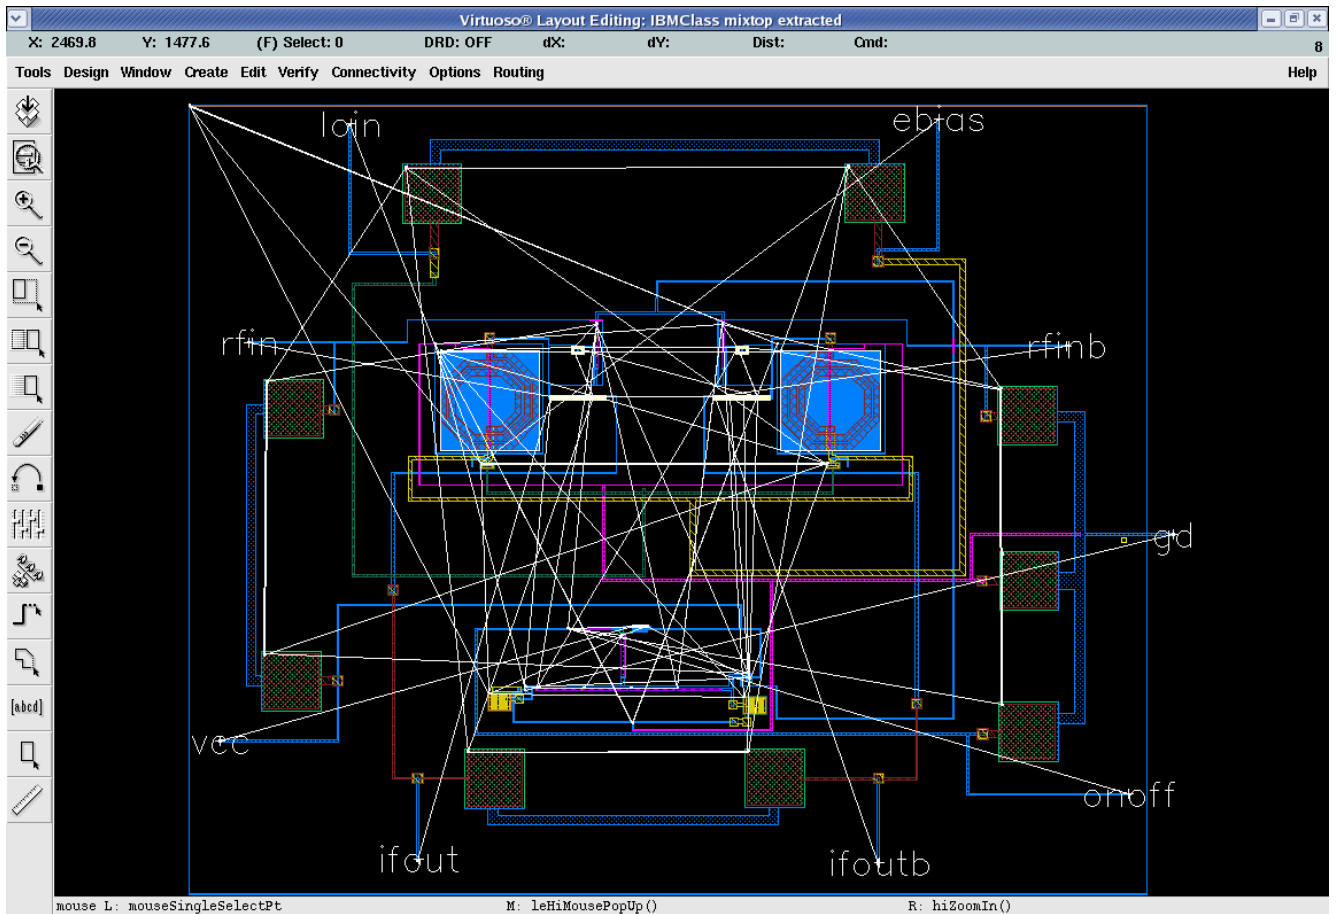 Virtuoso® Layout Editing: IBMClass mixtop extracted
X: 2469.8 Y: 1477.6 (F) Select: 0 DRD: OFF dX: dY: Dist: Cmd:
8
Tools Design Window Create Edit Verify Connectivity Options Routing Help
loin
ebias
rfin
rfinb
gd
[abcd]
vcc
onoff
ifout
ifoutb
mouse L: mouseSingleSelectPt M: leHiMousePopUp() R: hiZoomIn()